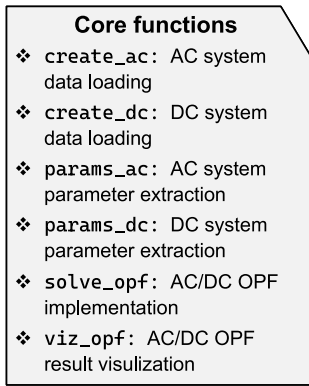 Core functions
❖ create_ac: AC system
data loading
❖ create_dc: DC system
data loading
❖ params_ac: AC system
parameter extraction
❖ params_dc: DC system
parameter extraction
❖ solve_opf: AC/DC OPF
implementation
❖ viz_opf: AC/DC OPF
result visulization